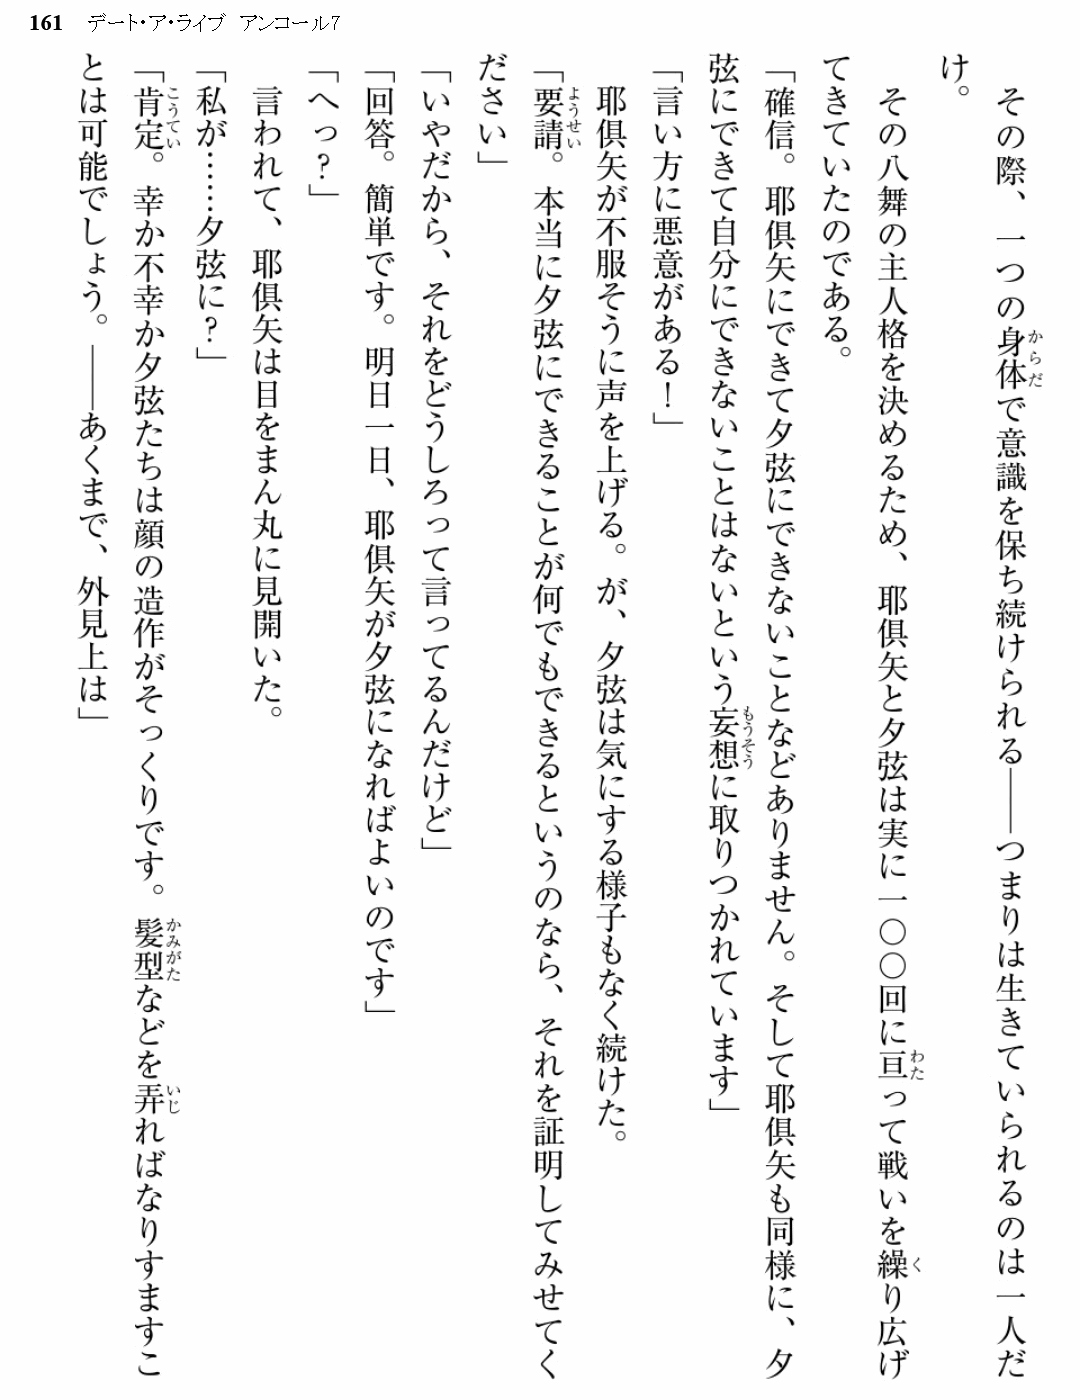 161 デート・ア・ライブ アンコール7
その際、一つの身体で意識を保ち続けられる――つまりは生きていられるのは一人だ
け。
その八舞の主人格を決めるため、耶倶矢と夕弦は実に一〇〇回に亘って戦いを繰り広げ
てきていたのである。
「確信。耶倶矢にできて夕弦にできないことなどありません。そして耶倶矢も同様に、夕
弦にできて自分にできないことはないという妄想に取りつかれています」
「言い方に悪意がある！」
耶倶矢が不服そうに声を上げる。が、夕弦は気にする様子もなく続けた。
「要請。本当に夕弦にできることが何でもできるというのなら、それを証明してみせてく
ださい」
「いやだから、それをどうしろって言ってるんだけど」
「回答。簡単です。明日一日、耶倶矢が夕弦になればよいのです」
「へっ？」
言われて、耶倶矢は目をまん丸に見開いた。
「私が……夕弦に？」
「肯定。幸か不幸か夕弦たちは顔の造作がそっくりです。髪型などを弄ればなりすますこ
とは可能でしょう。――あくまで、外見上は」